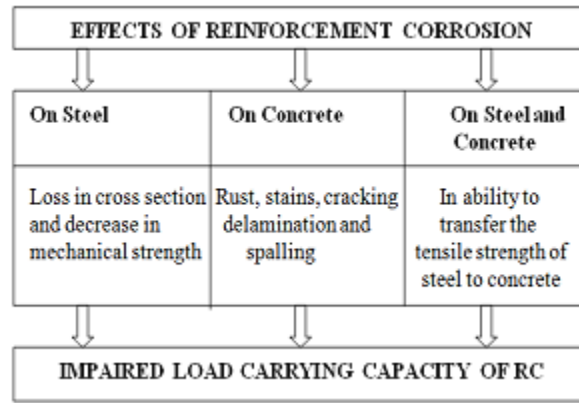 EFFECTS OF REINFORCEMENT CORROSION
On Steel
On Concrete
On Steel and
Concrete
Loss in cross section
and decrease in
mechanical strength
Rust, stains, cracking
delamination and
spalling
In ability to
transfer the
tensile strength of
steel to concrete
IMPAIRED LOAD CARRYING CAPACITY OF RC